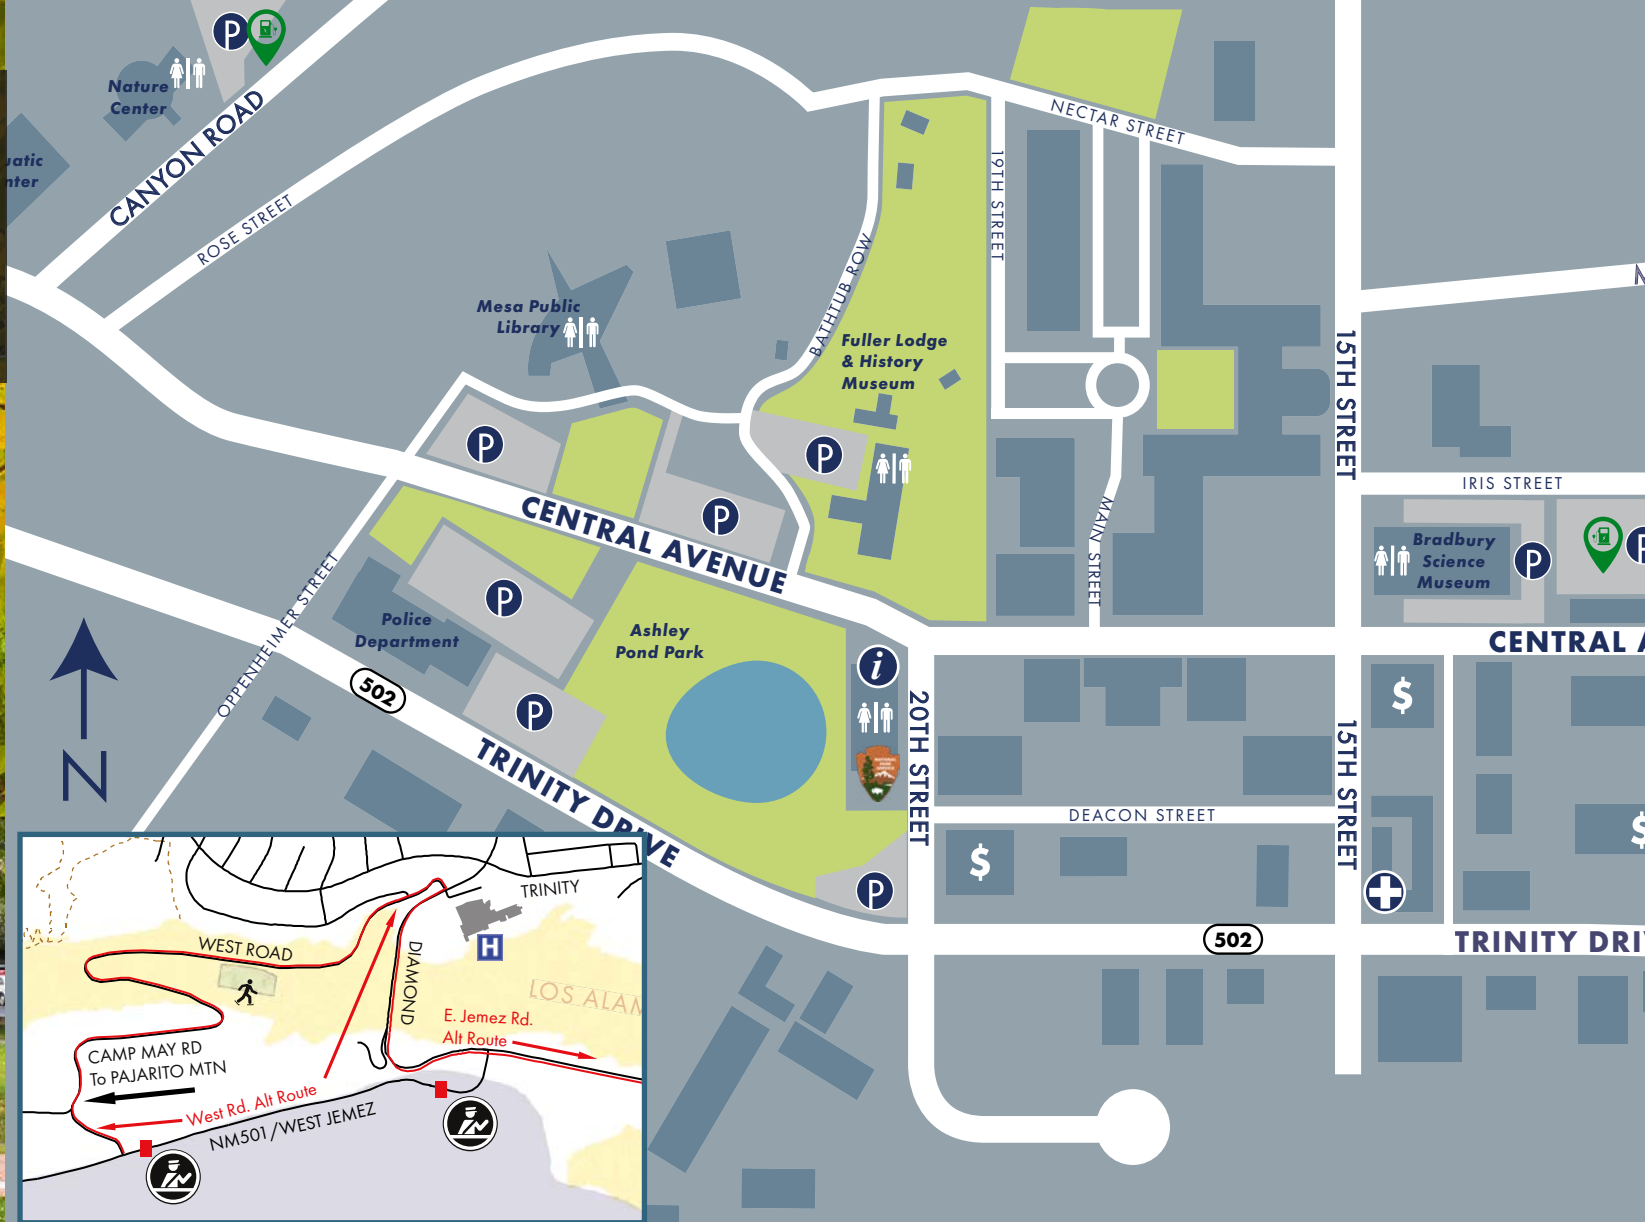 P
Nature
Center
CANYON ROAD
ROSE STREET
NECTAR STREET
19TH STREET
BATHTUB ROW
Mesa Public
Library
Fuller Lodge
& History
Museum
15TH STREET
P
P
P
CENTRAL AVENUE
MAIN STREET
IRIS STREET
Bradbury
Science
Museum
P
P
OPPENHEIMER STREET
Police
Department
Ashley
Pond Park
CENTRAL A
i
502
P
TRINITY DRIVE
20TH STREET
15TH STREET
$
N
DEACON STREET
$
$
P
502
TRINITY DRI
TRINITY
H
WEST ROAD
DIAMOND
LOS ALAM
E. Jemez Rd.
Alt Route
CAMP MAY RD
To PAJARITO MTN
West Rd. Alt Route
NM501/WEST JEMEZ